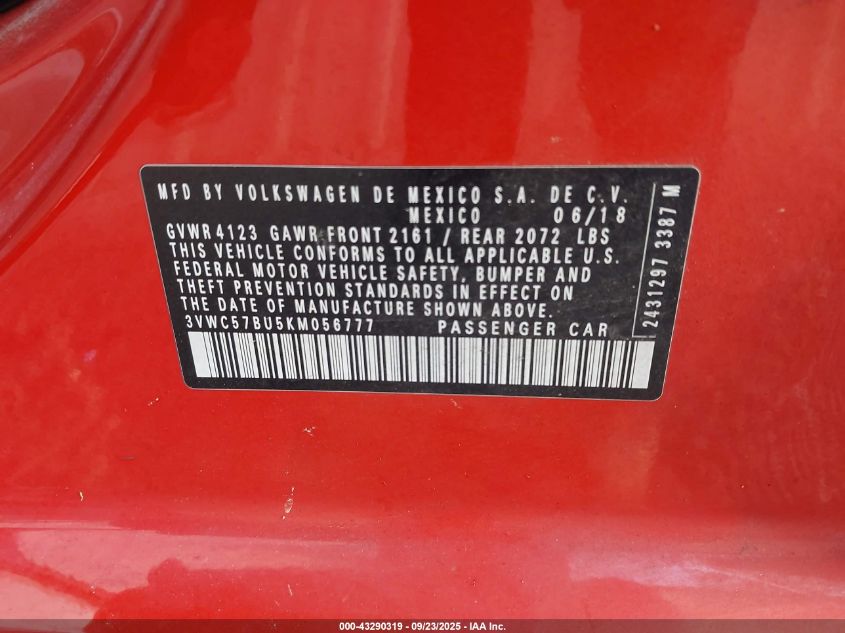 MFD BY VOLKSWAGEN DE MEXICO S.A. DE C.V.
MEXICO 06/18
GVWR 4123 GAWR FRONT 2161 / REAR 2072 LBS
THIS VEHICLE CONFORMS TO ALL APPLICABLE U.S.
FEDERAL MOTOR VEHICLE SAFETY, BUMPER AND
THEFT PREVENTION STANDARDS IN EFFECT ON
THE DATE OF MANUFACTURE SHOWN ABOVE.
3VWC57BU5KM056777 PASSENGER CAR
24312973387 M
000-43290319 - 09/23/2025 - IAA Inc.